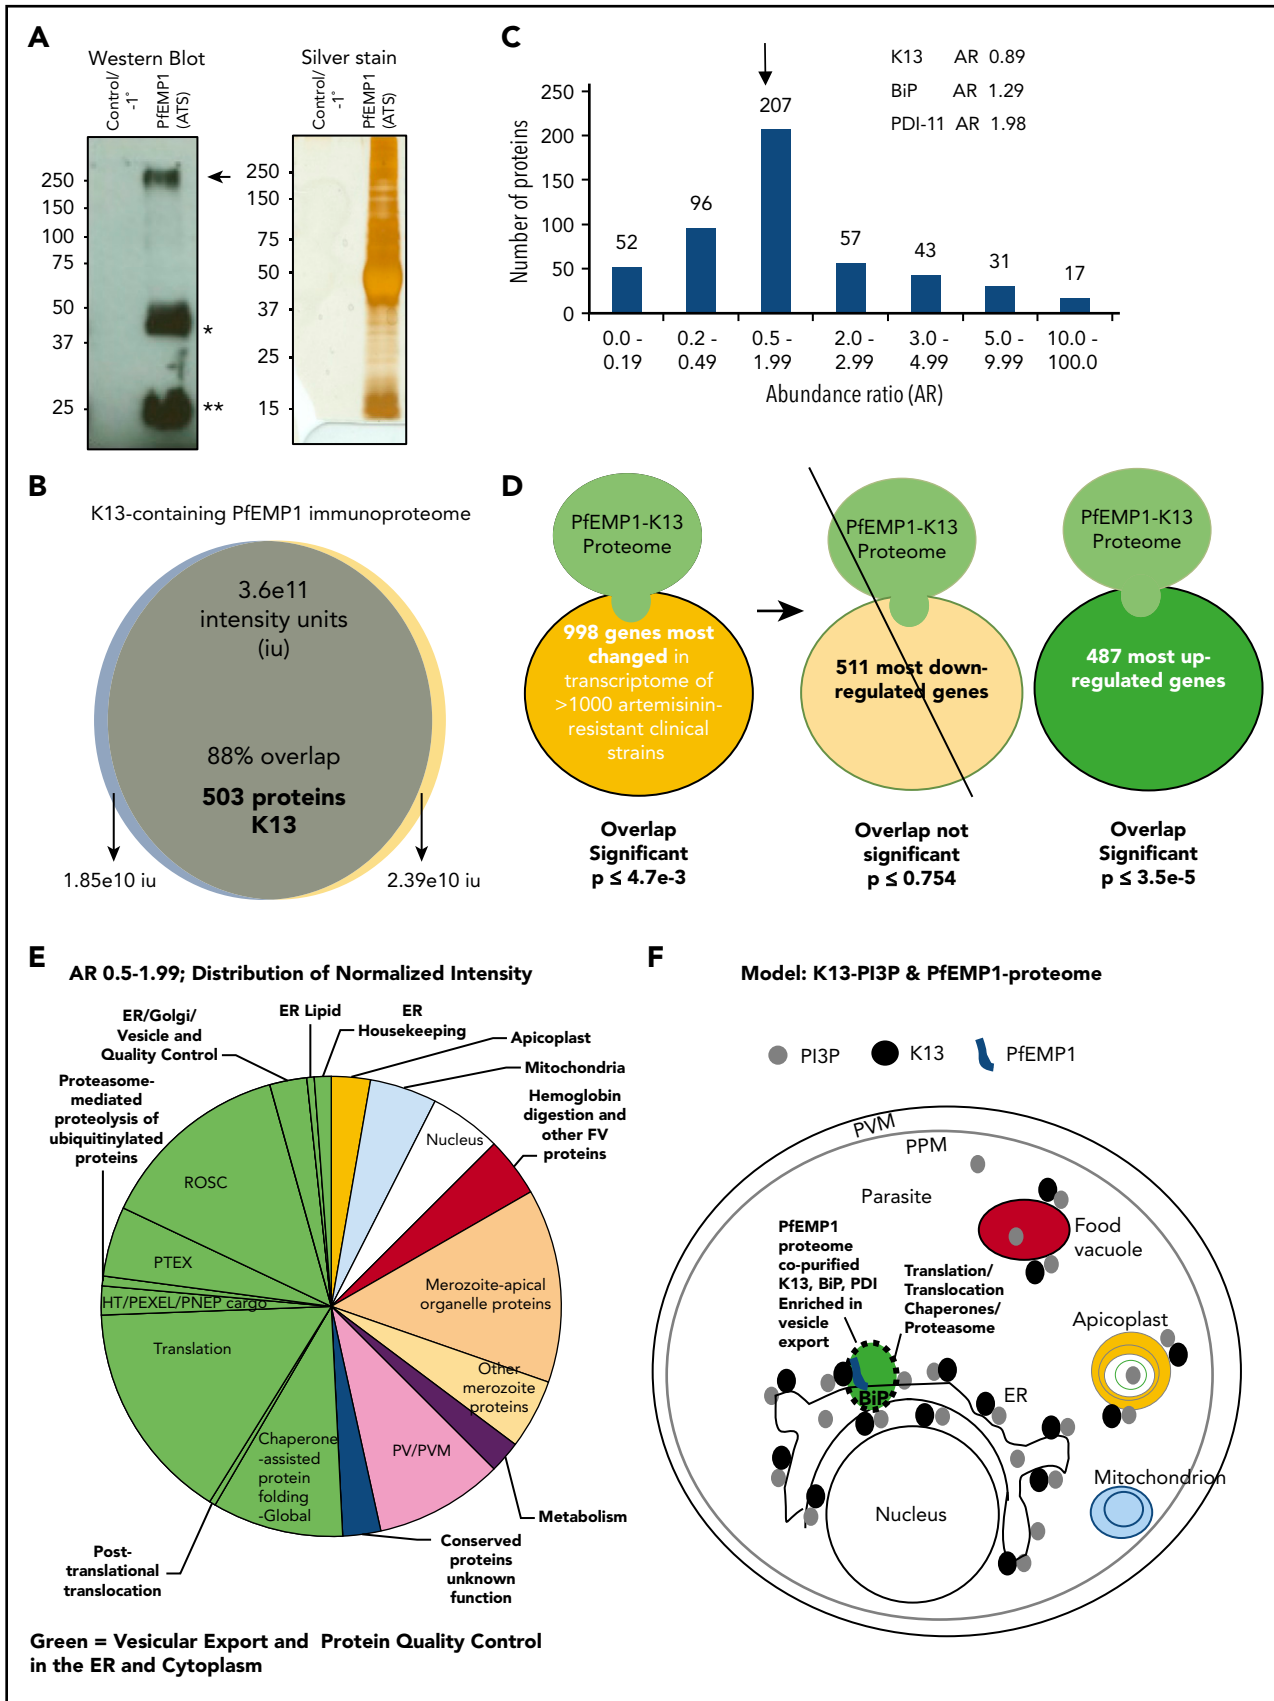 A
Western Blot
Control/
-1°
PfEMP1
(ATS)
250
150
100
75
50
37
25
*
**
Silver stain
Control/
-1°
PfEMP1
(ATS)
250
150
75
50
37
25
15
C
K13 AR 0.89
BiP AR 1.29
PDI-11 AR 1.98
Number of proteins
250
200
150
100
50
0
52
96
207
57
43
31
17
0.0 -
0.19
0.2 -
0.49
0.5 -
1.99
2.0 -
2.99
3.0 -
4.99
5.0 -
9.99
10.0 -
100.0
Abundance ratio (AR)
B
K13-containing PfEMP1 immunoproteome
3.6e11
intensity units
(iu)
88% overlap
503 proteins
K13
1.85e10 iu
2.39e10 iu
D
PfEMP1-K13
Proteome
998 genes most
changed in
transcriptome of
>1000 artemisinin-
resistant clinical
strains
Overlap
Significant
p ≤ 4.7e-3
PfEMP1-K13
Proteome
511 most down-
regulated genes
Overlap not
significant
p ≤ 0.754
PfEMP1-K13
Proteome
487 most up-
regulated genes
Overlap
Significant
p ≤ 3.5e-5
E
AR 0.5-1.99; Distribution of Normalized Intensity
ER/Golgi/
Vesicle and
Quality Control
ER Lipid
ER
Housekeeping
Apicoplast
Mitochondria
Hemoglobin
digestion and
other FV
proteins
Proteasome-
mediated
proteolysis of
ubiquitinylated
proteins
Nucleus
ROSC
PTEX
HT/PEXEL/PNEP cargo
Translation
Merozoite-apical
organelle proteins
Other
merozoite
proteins
Chaperone
-assisted
protein
folding
-Global
PV/PVM
Metabolism
Conserved
proteins
unknown
function
Post-
translational
translocation
Green = Vesicular Export and Protein Quality Control
in the ER and Cytoplasm
F
Model: K13-PI3P & PfEMP1-proteome
PI3P
K13
PfEMP1
PVM
PPM
Parasite
Food
vacuole
PfEMP1
proteome
co-purified
K13, BiP, PDI
Enriched in
vesicle
export
Translation/
Translocation
Chaperones/
Proteasome
Apicoplast
BiP
ER
Mitochondrion
Nucleus